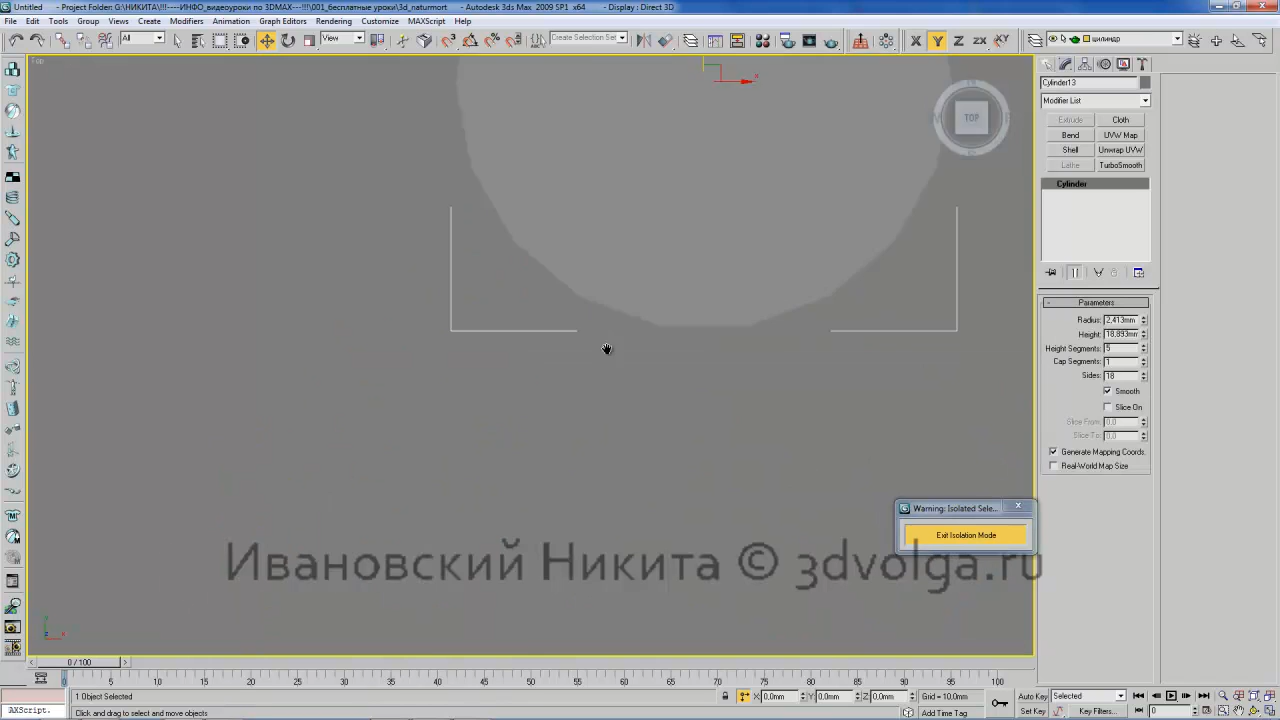 Untitled - Project Folder: G:\НИКИТА\!!!----ИНФО_видеоуроки по 3DMAX---!!!\001_бесплатные уроки\3d_naturmort - Autodesk 3ds Max 2009 SP1 x64 - Display : Direct 3D
File Edit Tools Group Views Create Modifiers Animation Graph Editors Rendering Customize MAXScript Help
All View Create Selection Set X Y Z ZX XY цилиндр
Top
x
TOP
Cylinder13
Modifier List
Extrude Cloth
Bend UVW Map
Shell Unwrap UVW
Lathe TurboSmooth
Cylinder
- Parameters
Radius: 2,413mm
Height: 18,893mm
Height Segments: 5
Cap Segments: 1
Sides: 18
Smooth
Slice On
Slice From: 0.0
Slice To: 0.0
Generate Mapping Coords.
Real-World Map Size
Warning: Isolated Sele...
Exit Isolation Mode
Ивановский Никита © 3dvolga.ru
0 / 100
0 5 10 15 20 25 30 35 40 45 50 55 60 65 70 75 80 85 90 95 100
1 Object Selected X: 0,0mm Y: 0,0mm Z: 0,0mm Grid = 10,0mm Auto Key Selected
AXScript. Click and drag to select and move objects Add Time Tag Set Key Key Filters... 0